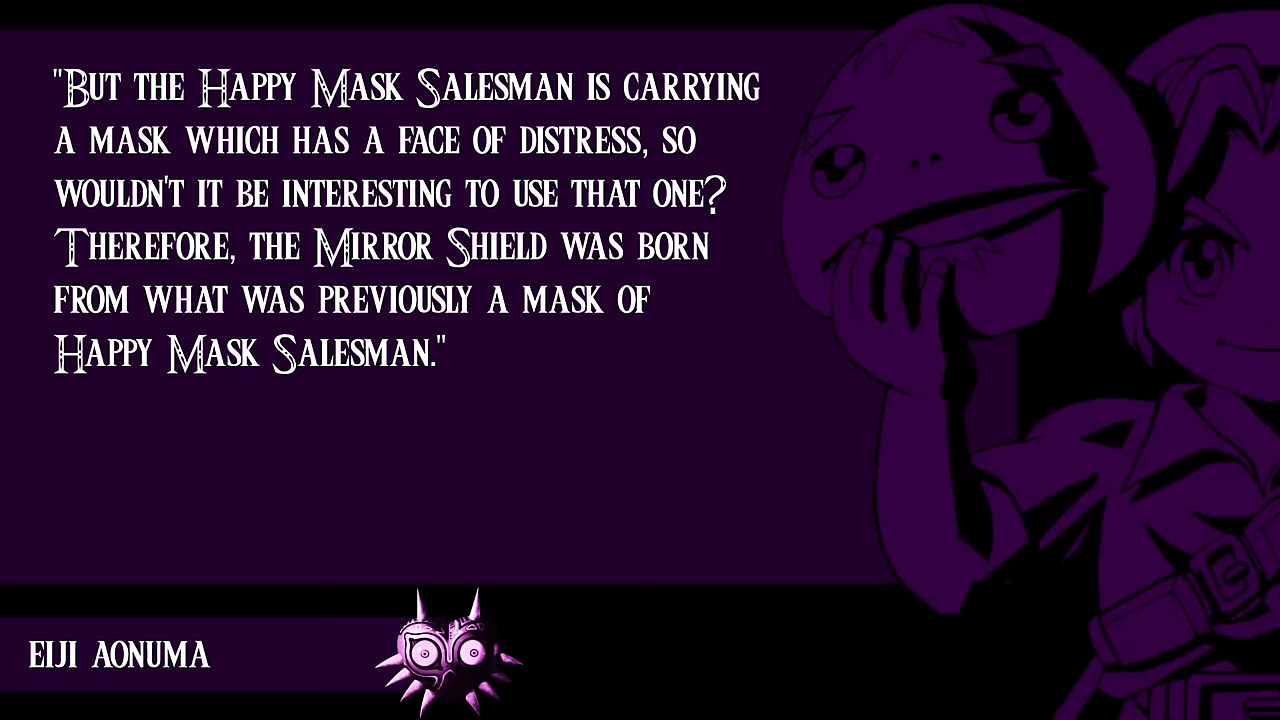 "But the Happy Mask Salesman is carrying
a mask which has a face of distress, so
wouldn't it be interesting to use that one?
Therefore, the Mirror Shield was born
from what was previously a mask of
Happy Mask Salesman."
EIJI AONUMA